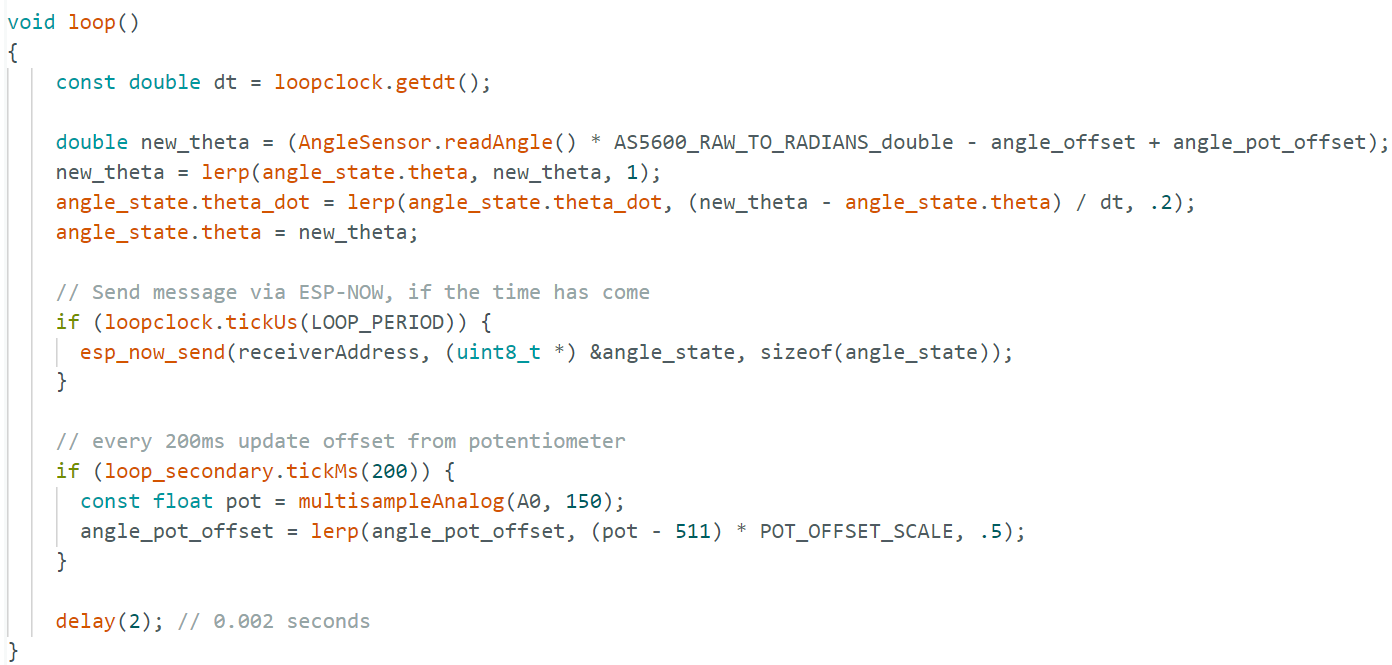 void loop()
{
    const double dt = loopclock.getdt();

    double new_theta = (AngleSensor.readAngle() * AS5600_RAW_TO_RADIANS_double - angle_offset + angle_pot_offset);
    new_theta = lerp(angle_state.theta, new_theta, 1);
    angle_state.theta_dot = lerp(angle_state.theta_dot, (new_theta - angle_state.theta) / dt, .2);
    angle_state.theta = new_theta;

    // Send message via ESP-NOW, if the time has come
    if (loopclock.tickUs(LOOP_PERIOD)) {
      esp_now_send(receiverAddress, (uint8_t *) &angle_state, sizeof(angle_state));
    }

    // every 200ms update offset from potentiometer
    if (loop_secondary.tickMs(200)) {
      const float pot = multisampleAnalog(A0, 150);
      angle_pot_offset = lerp(angle_pot_offset, (pot - 511) * POT_OFFSET_SCALE, .5);
    }

    delay(2); // 0.002 seconds
}